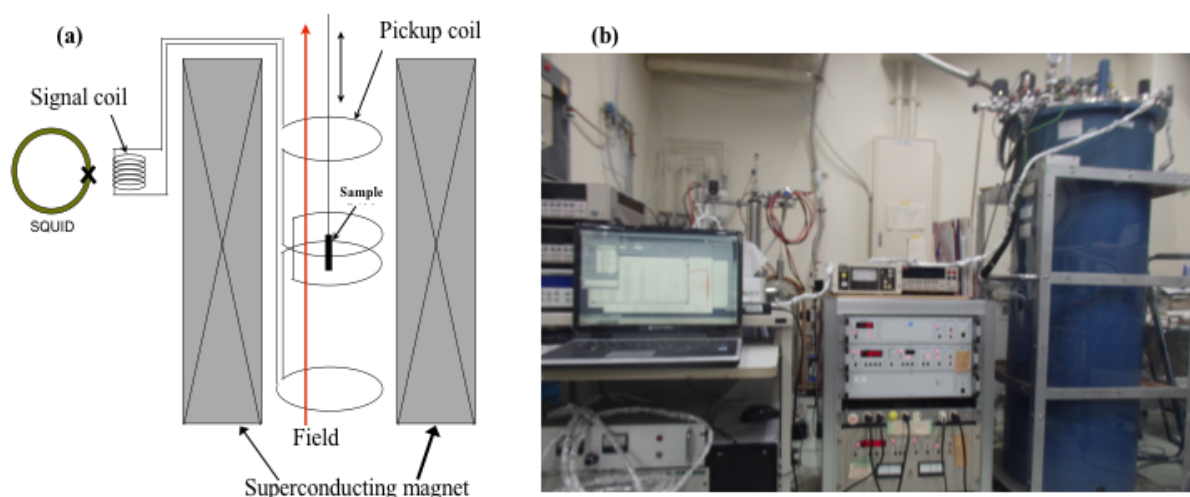 (a)
Pickup coil
Signal coil
Sample
SQUID
Field
Superconducting magnet
(b)